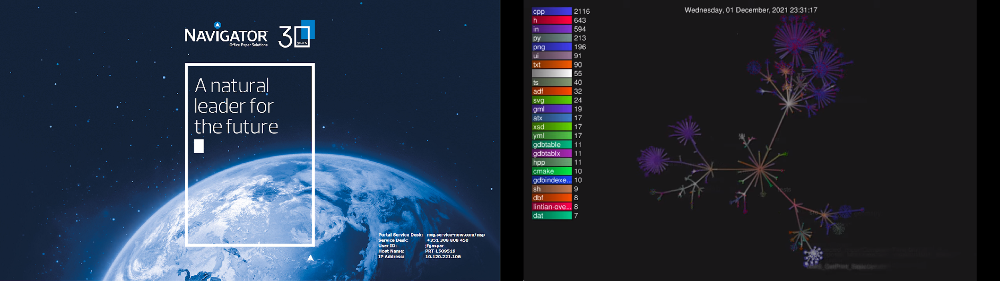 NAVIGATOR™
Office Paper Solutions
30
years
A natural
leader for
the future
Portal Service Desk: nvg.service-now.com/nsp
Service Desk: +351 308 808 450
User ID: jfgaspar
Host Name: PRT-L509519
IP Address: 10.120.221.106
Wednesday, 01 December, 2021 23:31:17
cpp 2116
h 643
in 594
py 213
png 196
ui 91
txt 90
55
ts 40
adf 32
svg 24
gml 19
atx 17
xsd 17
yml 17
gdbtable 11
gdbtablx 11
hpp 11
cmake 10
gdbindexe... 10
sh 9
dbf 8
lintian-ove... 8
dat 7
tests
src